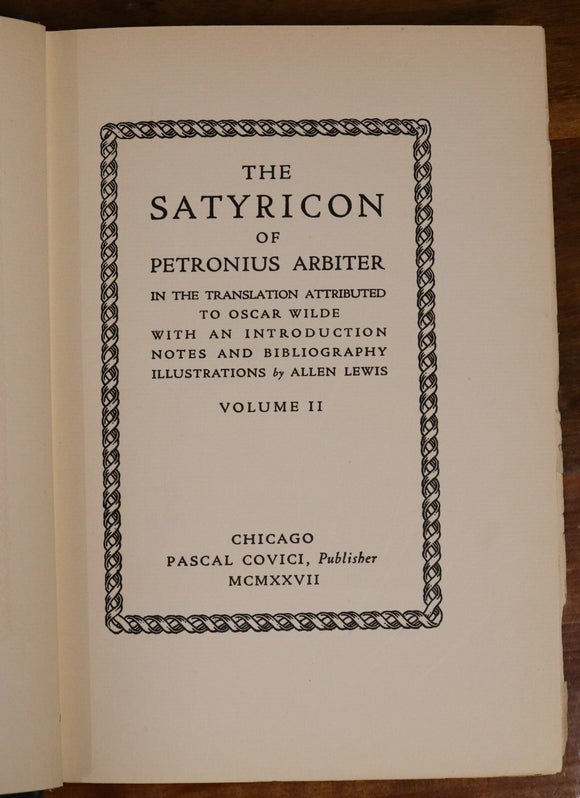 THE
SATYRICON
OF
PETRONIUS ARBITER
IN THE TRANSLATION ATTRIBUTED
TO OSCAR WILDE
WITH AN INTRODUCTION
NOTES AND BIBLIOGRAPHY
ILLUSTRATIONS by ALLEN LEWIS
VOLUME II
CHICAGO
PASCAL COVICI, Publisher
MCMXXVII